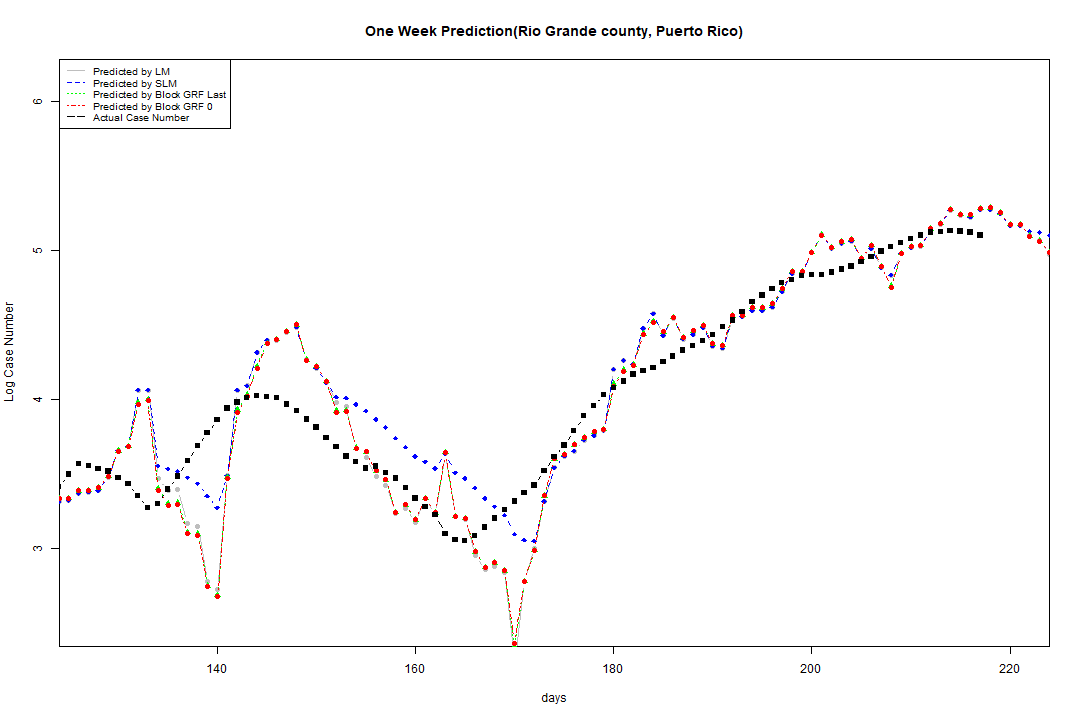 One Week Prediction(Rio Grande county, Puerto Rico)
Predicted by LM
Predicted by SLM
Predicted by Block GRF Last
Predicted by Block GRF 0
Actual Case Number
6
5
4
3
Log Case Number
140 160 180 200 220
days